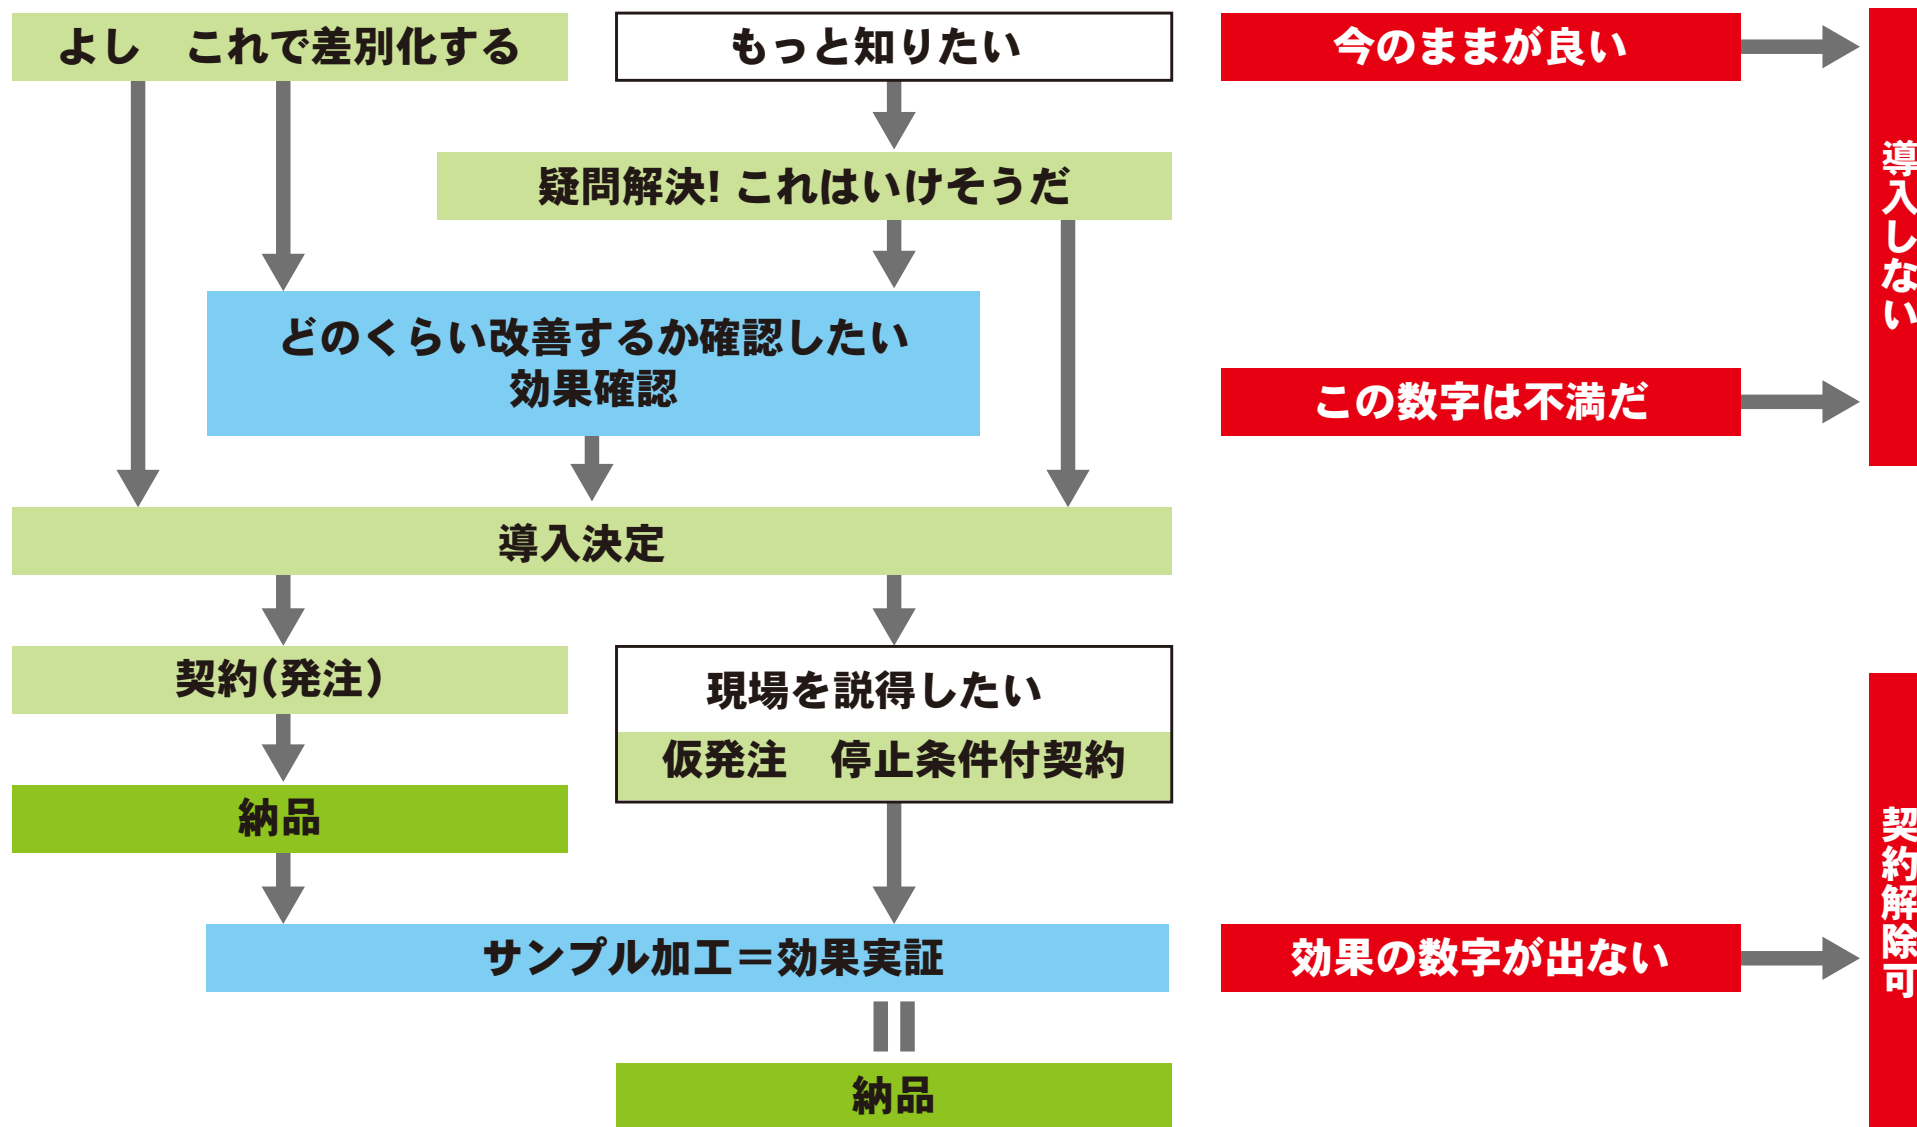 よし　これで差別化する
もっと知りたい
今のままが良い
疑問解決! これはいけそうだ
導入しない
どのくらい改善するか確認したい
効果確認
この数字は不満だ
導入決定
契約(発注)
現場を説得したい
仮発注　停止条件付契約
納品
契約解除可
サンプル加工＝効果実証
効果の数字が出ない
納品